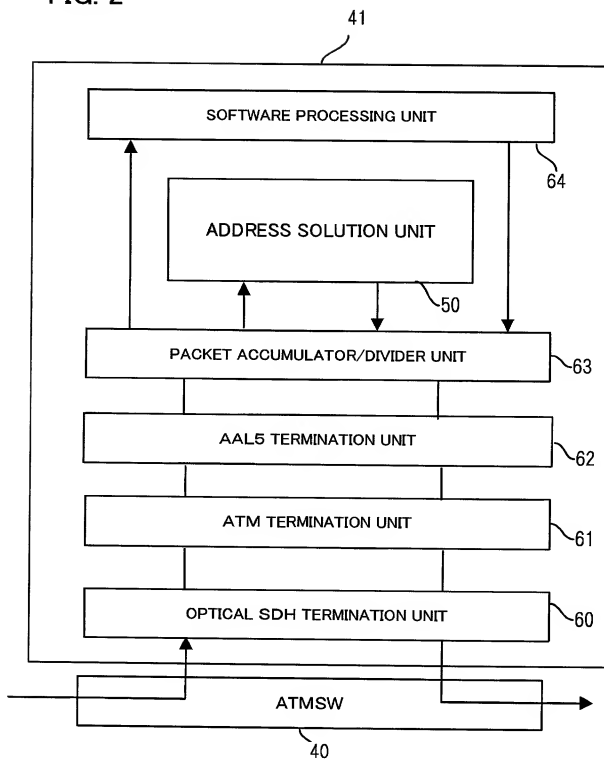 FIG. 2
41
SOFTWARE PROCESSING UNIT
64
ADDRESS SOLUTION UNIT
50
PACKET ACCUMULATOR/DIVIDER UNIT
63
AAL5 TERMINATION UNIT
62
ATM TERMINATION UNIT
61
OPTICAL SDH TERMINATION UNIT
60
ATMSW
40